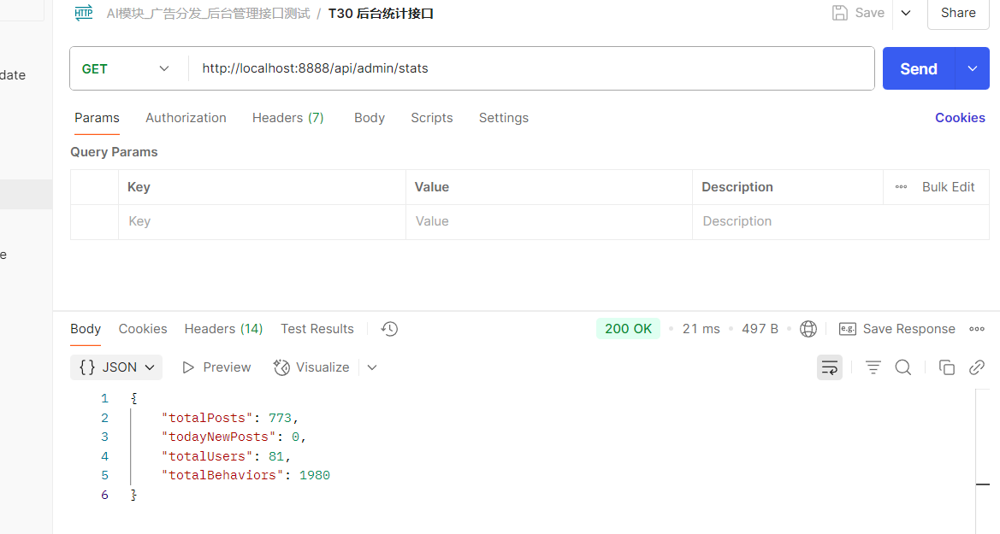 HTTP AI模块_广告分发_后台管理接口测试 / T30 后台统计接口 Save Share
date
GET http://localhost:8888/api/admin/stats Send
Params Authorization Headers (7) Body Scripts Settings Cookies
Query Params
Key Value Description Bulk Edit
Key Value Description
e
Body Cookies Headers (14) Test Results 200 OK 21 ms 497 B e.g. Save Response
{} JSON Preview Visualize
1 {
2 "totalPosts": 773,
3 "todayNewPosts": 0,
4 "totalUsers": 81,
5 "totalBehaviors": 1980
6 }